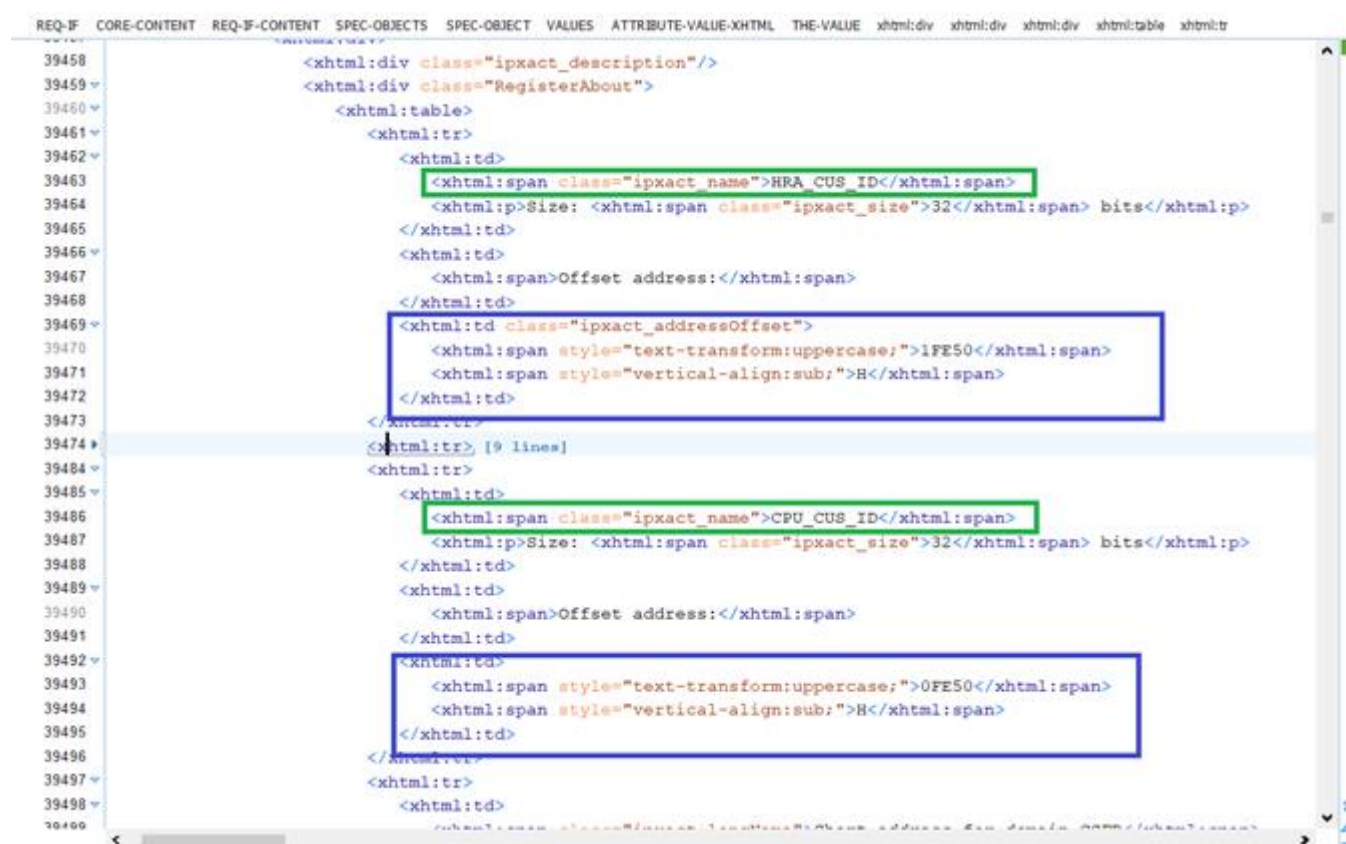 REQ-IF CORE-CONTENT REQ-IF-CONTENT SPEC-OBJECTS SPEC-OBJECT VALUES ATTRIBUTE-VALUE-XHTML THE-VALUE xhtml:div xhtml:div xhtml:div xhtml:table xhtml:tr
39458 <xhtml:div class="ipxact_description"/>
39459 <xhtml:div class="RegisterAbout">
39460 <xhtml:table>
39461 <xhtml:tr>
39462 <xhtml:td>
39463 <xhtml:span class="ipxact_name">HRA_CUS_ID</xhtml:span>
39464 <xhtml:p>Size: <xhtml:span class="ipxact_size">32</xhtml:span> bits</xhtml:p>
39465 </xhtml:td>
39466 <xhtml:td>
39467 <xhtml:span>Offset address:</xhtml:span>
39468 </xhtml:td>
39469 <xhtml:td class="ipxact_addressOffset">
39470 <xhtml:span style="text-transform:uppercase;">1FE50</xhtml:span>
39471 <xhtml:span style="vertical-align:sub;">H</xhtml:span>
39472 </xhtml:td>
39473 </xhtml:tr>
39474 <xhtml:tr> [9 lines]
39484 <xhtml:tr>
39485 <xhtml:td>
39486 <xhtml:span class="ipxact_name">CPU_CUS_ID</xhtml:span>
39487 <xhtml:p>Size: <xhtml:span class="ipxact_size">32</xhtml:span> bits</xhtml:p>
39488 </xhtml:td>
39489 <xhtml:td>
39490 <xhtml:span>Offset address:</xhtml:span>
39491 </xhtml:td>
39492 <xhtml:td>
39493 <xhtml:span style="text-transform:uppercase;">0FE50</xhtml:span>
39494 <xhtml:span style="vertical-align:sub;">H</xhtml:span>
39495 </xhtml:td>
39496 </xhtml:tr>
39497 <xhtml:tr>
39498 <xhtml:td>
39499